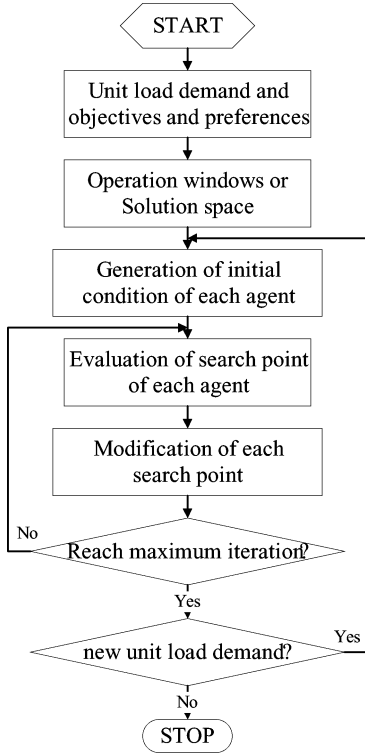 START
Unit load demand and
objectives and preferences
Operation windows or
Solution space
Generation of initial
condition of each agent
Evaluation of search point
of each agent
Modification of each
search point
No
Reach maximum iteration?
Yes
new unit load demand?
Yes
No
STOP